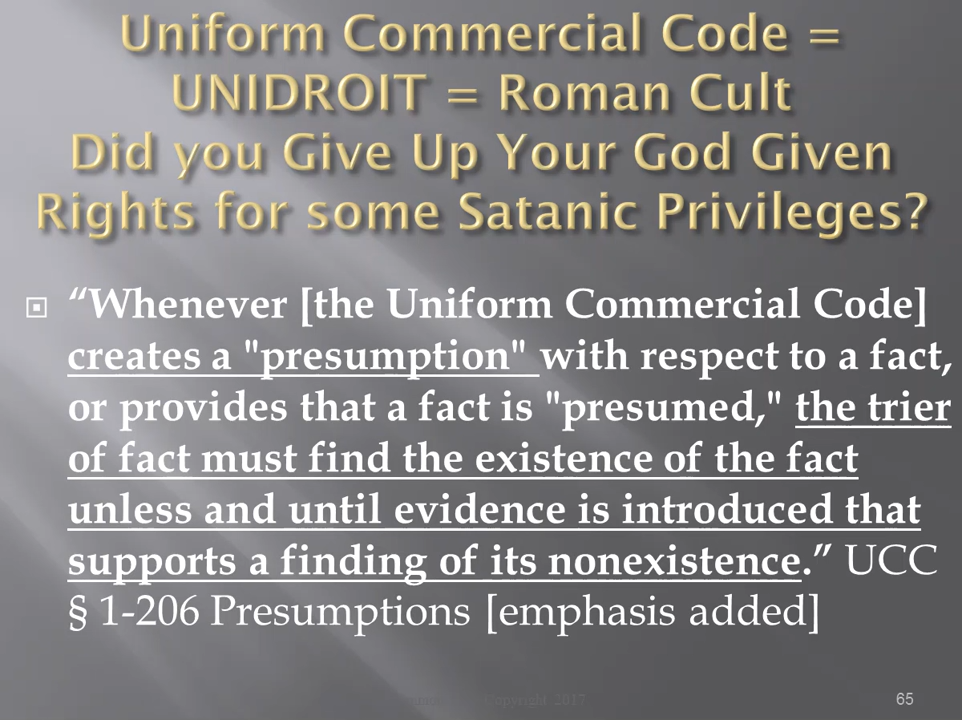 Uniform Commercial Code =
UNIDROIT = Roman Cult
Did you Give Up Your God Given
Rights for some Satanic Privileges?
“Whenever [the Uniform Commercial Code]
creates a "presumption" with respect to a fact,
or provides that a fact is "presumed," the trier
of fact must find the existence of the fact
unless and until evidence is introduced that
supports a finding of its nonexistence.” UCC
§ 1-206 Presumptions [emphasis added]
2017
65